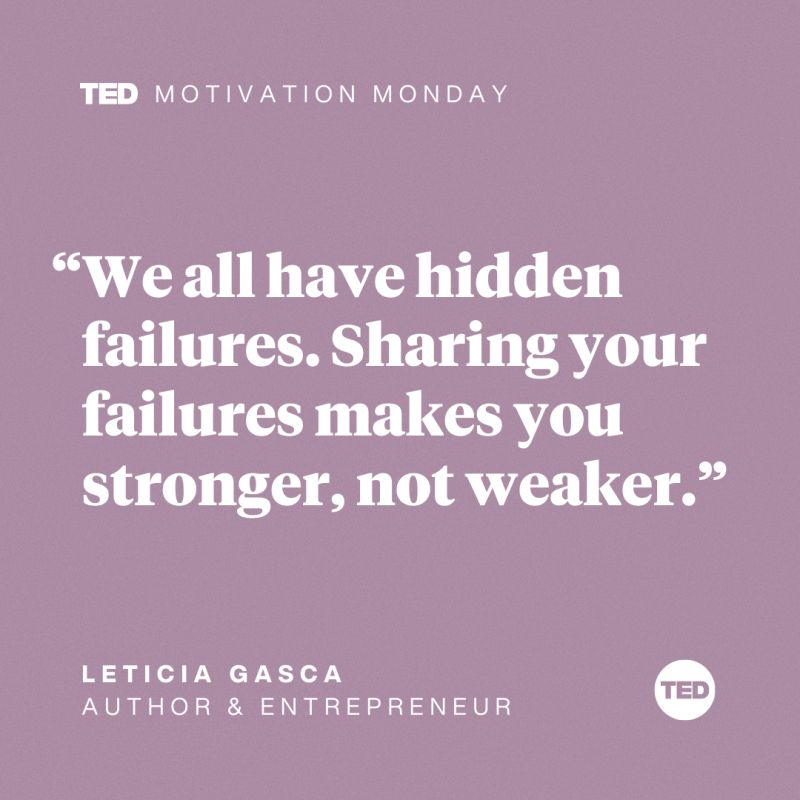 TED MOTIVATION MONDAY
“We all have hidden
failures. Sharing your
failures makes you
stronger, not weaker.”
LETICIA GASCA
AUTHOR & ENTREPRENEUR
TED